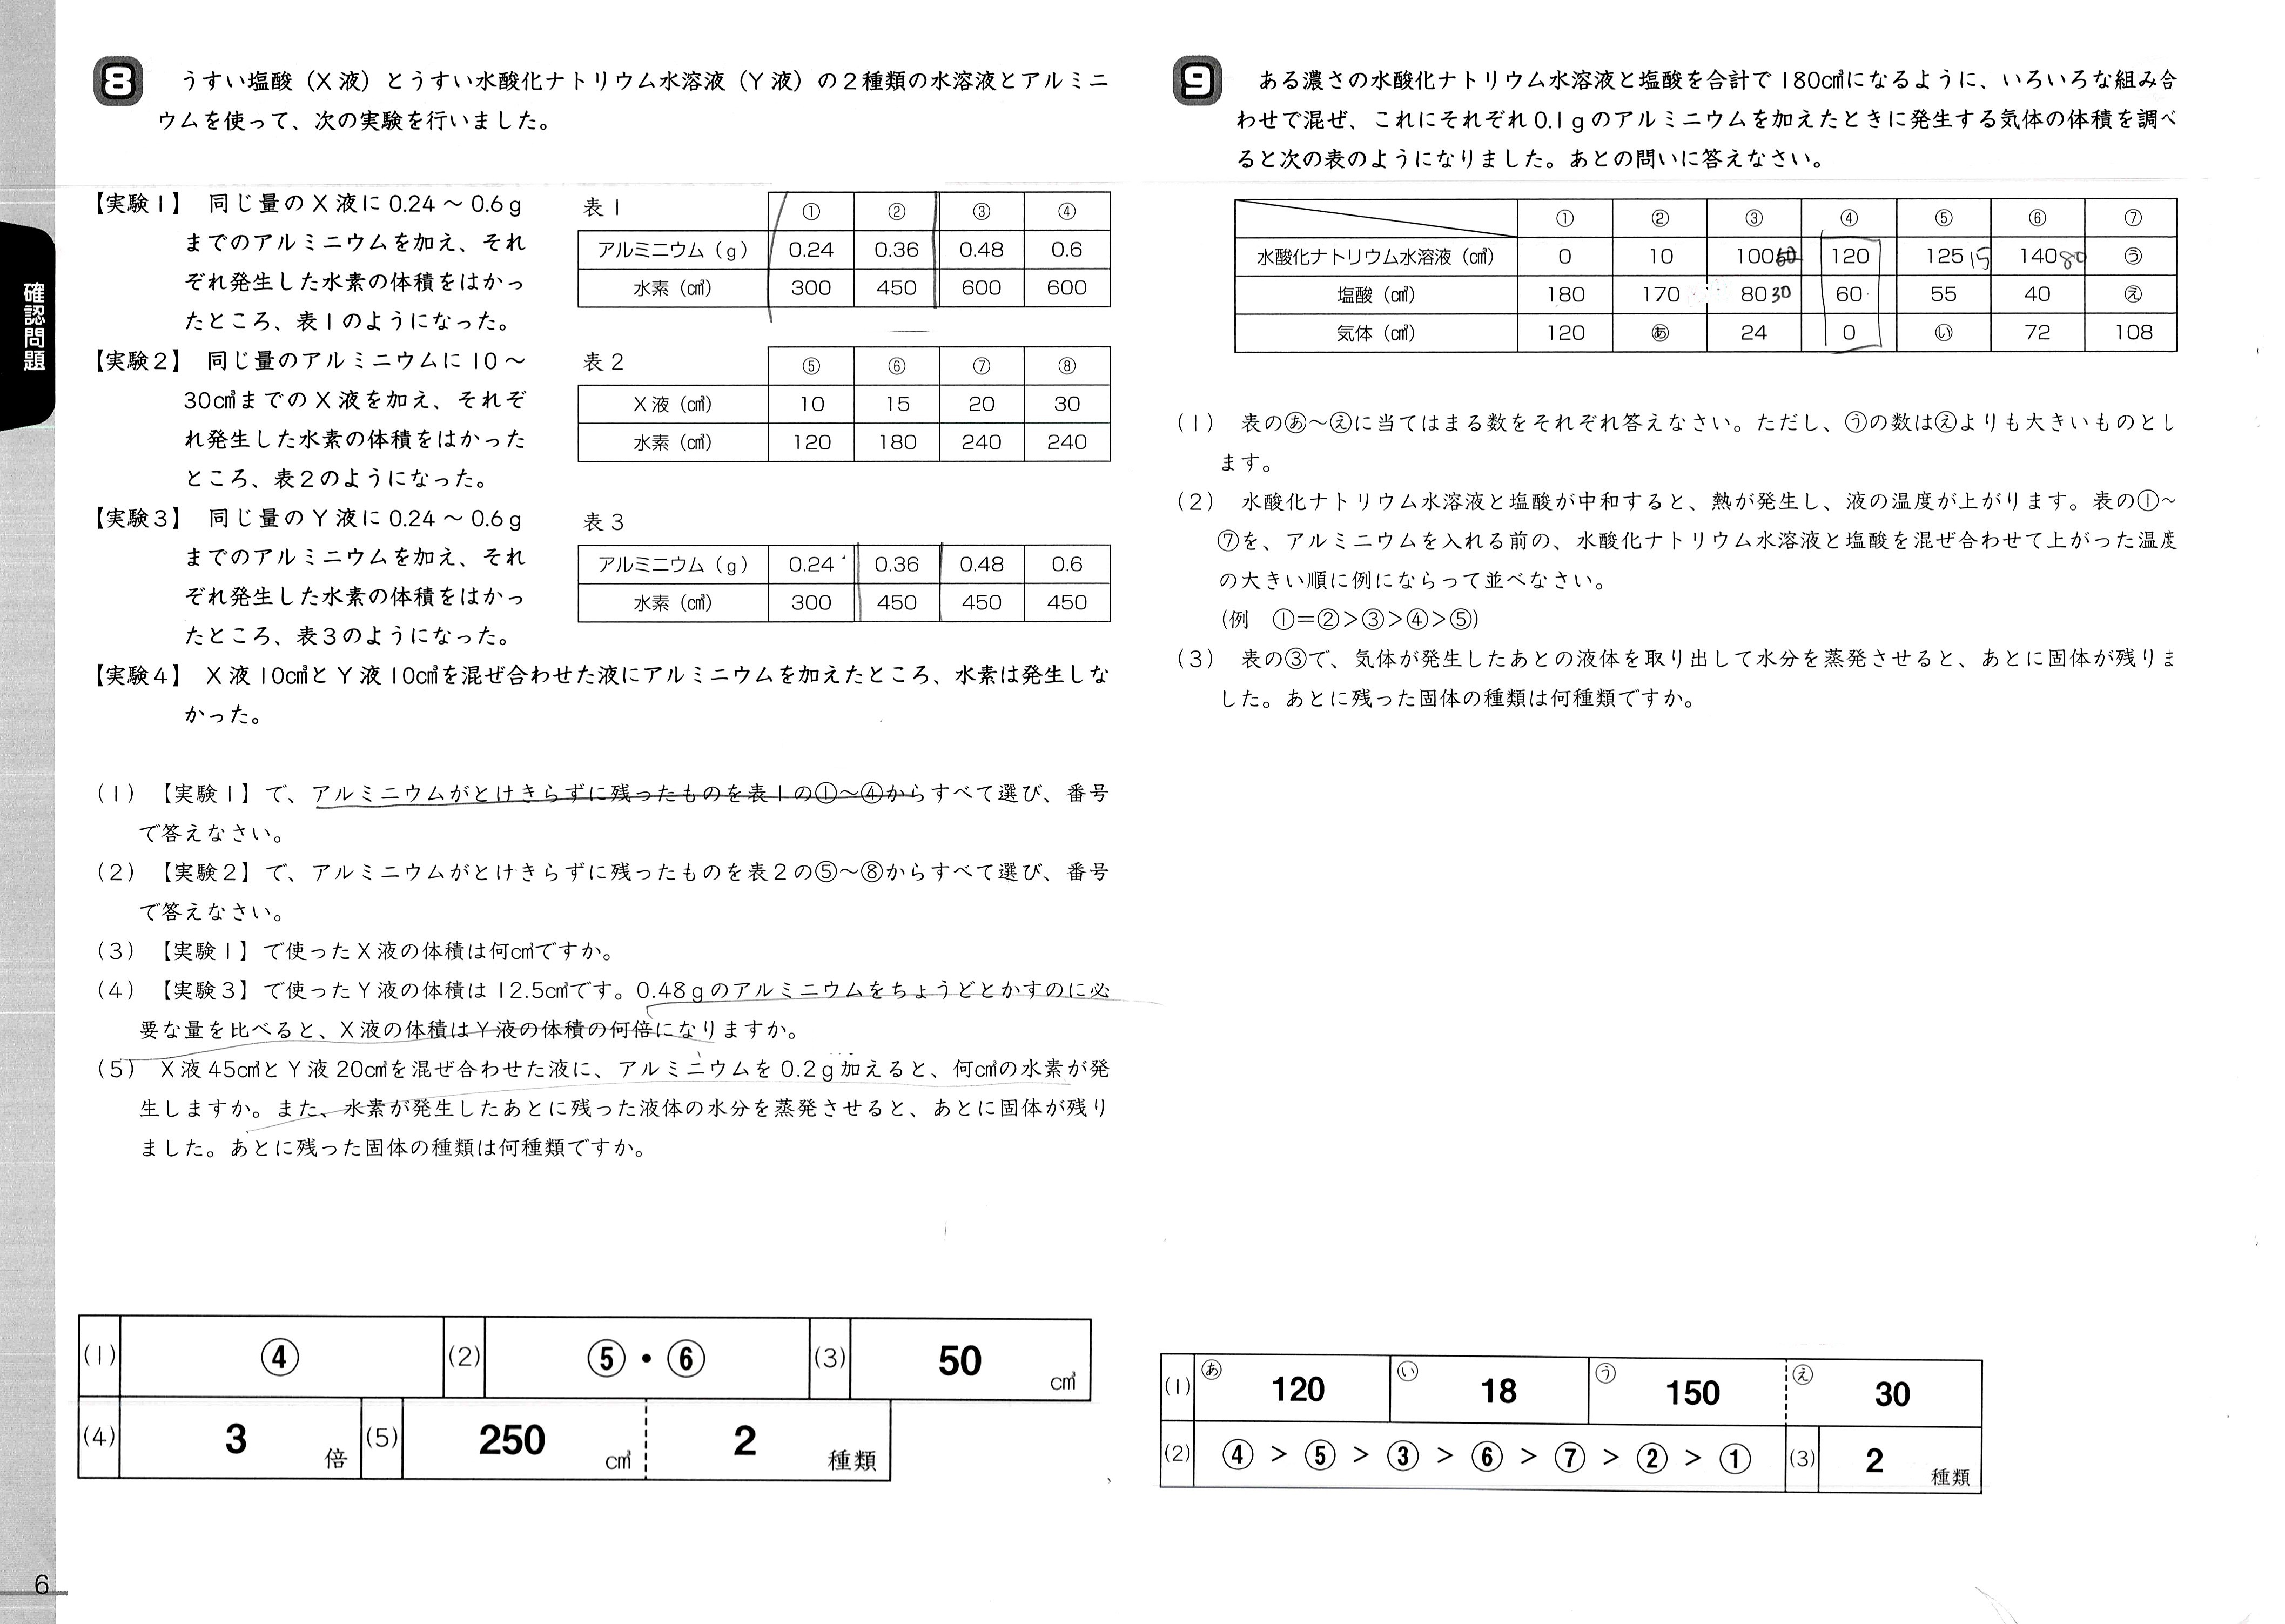 確認問題
8 うすい塩酸（X液）とうすい水酸化ナトリウム水溶液（Y液）の2種類の水溶液とアルミニ
ウムを使って、次の実験を行いました。
【実験1】 同じ量のX液に0.24～0.6g
までのアルミニウムを加え、それ
ぞれ発生した水素の体積をはかっ
たところ、表1のようになった。
表1
① ② ③ ④
アルミニウム（g） 0.24 0.36 0.48 0.6
水素（㎤） 300 450 600 600
【実験2】 同じ量のアルミニウムに10～
30㎤までのX液を加え、それぞ
れ発生した水素の体積をはかった
ところ、表2のようになった。
表2
⑤ ⑥ ⑦ ⑧
X液（㎤） 10 15 20 30
水素（㎤） 120 180 240 240
【実験3】 同じ量のY液に0.24～0.6g
までのアルミニウムを加え、それ
ぞれ発生した水素の体積をはかっ
たところ、表3のようになった。
表3
アルミニウム（g） 0.24 0.36 0.48 0.6
水素（㎤） 300 450 450 450
【実験4】 X液10㎤とY液10㎤を混ぜ合わせた液にアルミニウムを加えたところ、水素は発生しな
かった。
（1） 【実験1】で、アルミニウムがとけきらずに残ったものを表1の①～④からすべて選び、番号
で答えなさい。
（2） 【実験2】で、アルミニウムがとけきらずに残ったものを表2の⑤～⑧からすべて選び、番号
で答えなさい。
（3） 【実験1】で使ったX液の体積は何㎤ですか。
（4） 【実験3】で使ったY液の体積は12.5㎤です。0.48gのアルミニウムをちょうどとかすのに必
要な量を比べると、X液の体積はY液の体積の何倍になりますか。
（5） X液45㎤とY液20㎤を混ぜ合わせた液に、アルミニウムを0.2g加えると、何㎤の水素が発
生しますか。また、水素が発生したあとに残った液体の水分を蒸発させると、あとに固体が残り
ました。あとに残った固体の種類は何種類ですか。
(1) ④ (2) ⑤・⑥ (3) 50 ㎤
(4) 3 倍 (5) 250 ㎤ 2 種類
6
9 ある濃さの水酸化ナトリウム水溶液と塩酸を合計で180㎤になるように、いろいろな組み合
わせで混ぜ、これにそれぞれ0.1gのアルミニウムを加えたときに発生する気体の体積を調べ
ると次の表のようになりました。あとの問いに答えなさい。
① ② ③ ④ ⑤ ⑥ ⑦
水酸化ナトリウム水溶液（㎤） 0 10 100 120 125 15 140 80 ㋒
塩酸（㎤） 180 170 80 30 60 55 40 ㋓
気体（㎤） 120 あ 24 0 い 72 108
（1） 表のあ～えに当てはまる数をそれぞれ答えなさい。ただし、うの数はえよりも大きいものとし
ます。
（2） 水酸化ナトリウム水溶液と塩酸が中和すると、熱が発生し、液の温度が上がります。表の①～
⑦を、アルミニウムを入れる前の、水酸化ナトリウム水溶液と塩酸を混ぜ合わせて上がった温度
の大きい順に例にならって並べなさい。
（例 ①＝②＞③＞④＞⑤）
（3） 表の③で、気体が発生したあとの液体を取り出して水分を蒸発させると、あとに固体が残りま
した。あとに残った固体の種類は何種類ですか。
(1) あ 120 い 18 う 150 え 30
(2) ④ > ⑤ > ③ > ⑥ > ⑦ > ② > ① (3) 2 種類